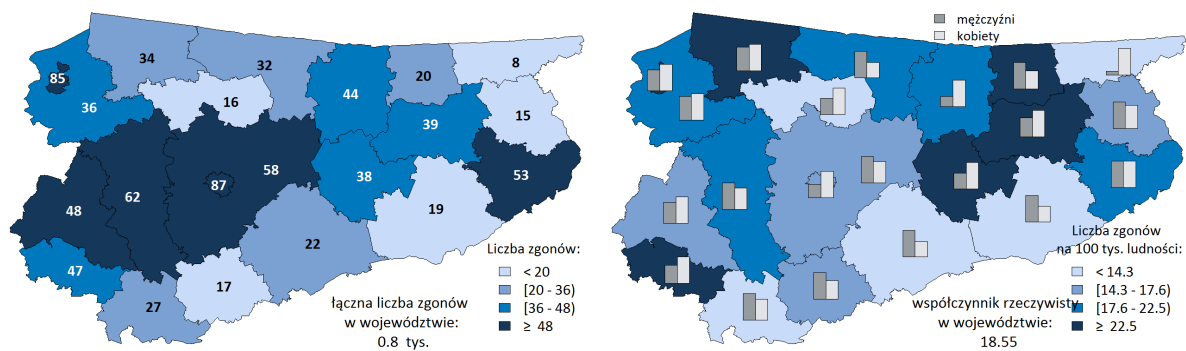 34
32
20
8
85
36
16
44
39
15
58
38
53
87
62
48
19
22
47
17
27
Liczba zgonów:
< 20
[20 - 36)
[36 - 48)
≥ 48
łączna liczba zgonów
w województwie:
0.8 tys.
mężczyźni
kobiety
Liczba zgonów
na 100 tys. ludności:
< 14.3
[14.3 - 17.6)
[17.6 - 22.5)
≥ 22.5
współczynnik rzeczywisty
w województwie:
18.55